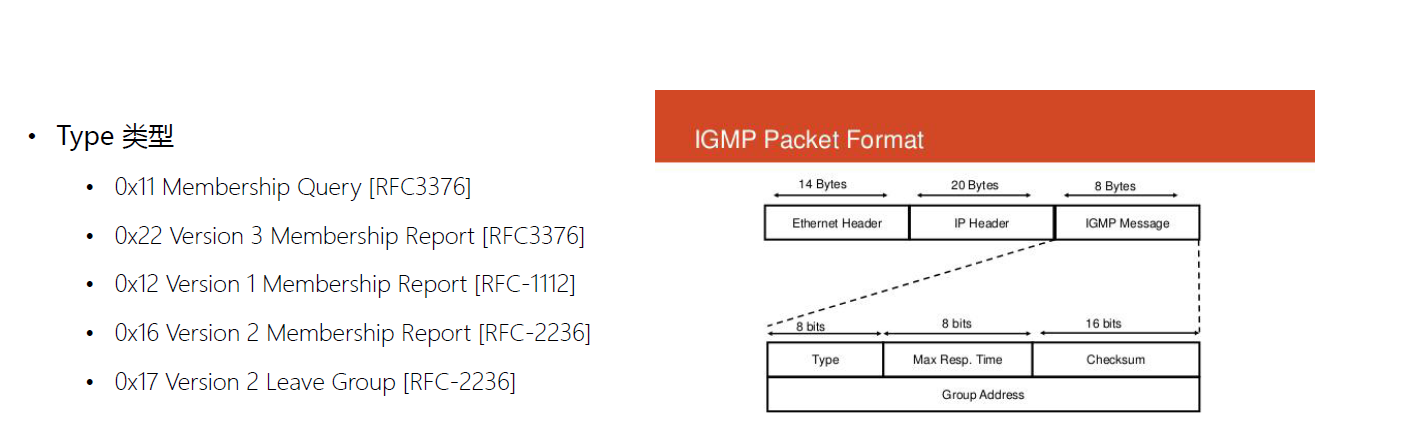 • Type 类型
• 0x11 Membership Query [RFC3376]
• 0x22 Version 3 Membership Report [RFC3376]
• 0x12 Version 1 Membership Report [RFC-1112]
• 0x16 Version 2 Membership Report [RFC-2236]
• 0x17 Version 2 Leave Group [RFC-2236]
IGMP Packet Format
14 Bytes 20 Bytes 8 Bytes
Ethernet Header IP Header IGMP Message
8 bits 8 bits 16 bits
Type Max Resp. Time Checksum
Group Address